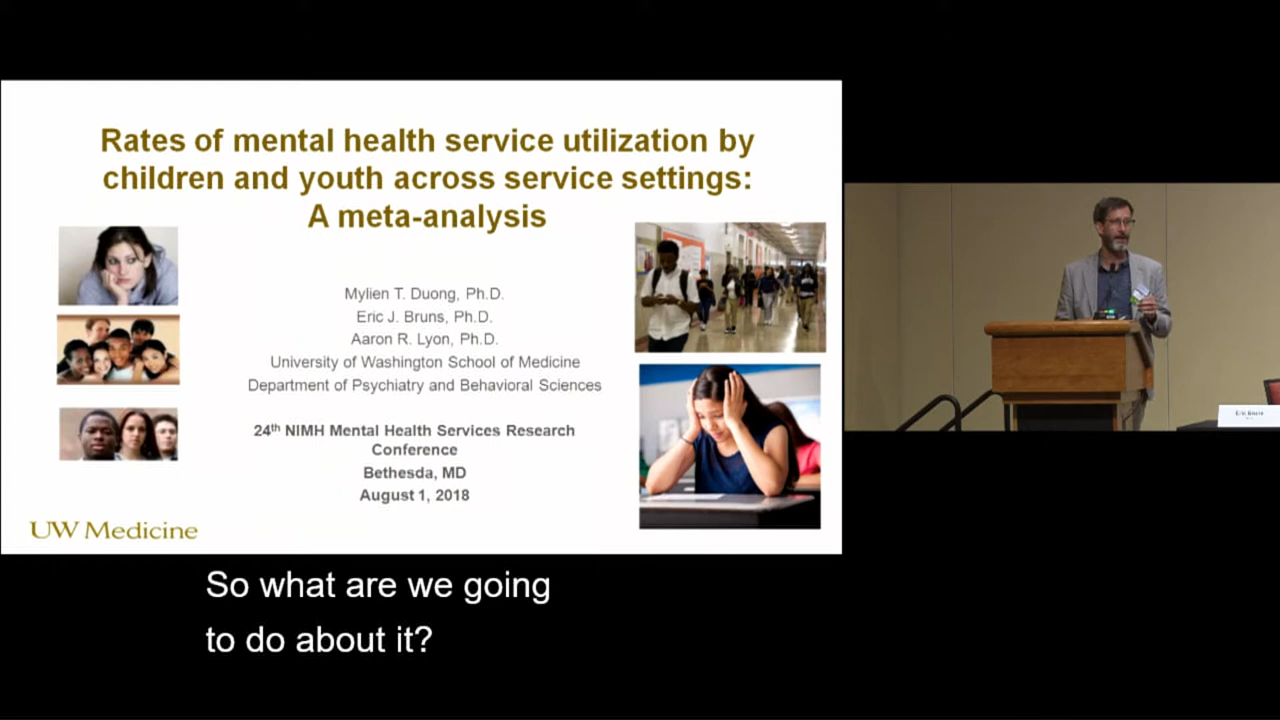 Rates of mental health service utilization by
children and youth across service settings:
A meta-analysis
Mylien T. Duong, Ph.D.
Eric J. Bruns, Ph.D.
Aaron R. Lyon, Ph.D.
University of Washington School of Medicine
Department of Psychiatry and Behavioral Sciences
24th NIMH Mental Health Services Research
Conference
Bethesda, MD
August 1, 2018
UW Medicine
Eric Bruns
So what are we going
to do about it?